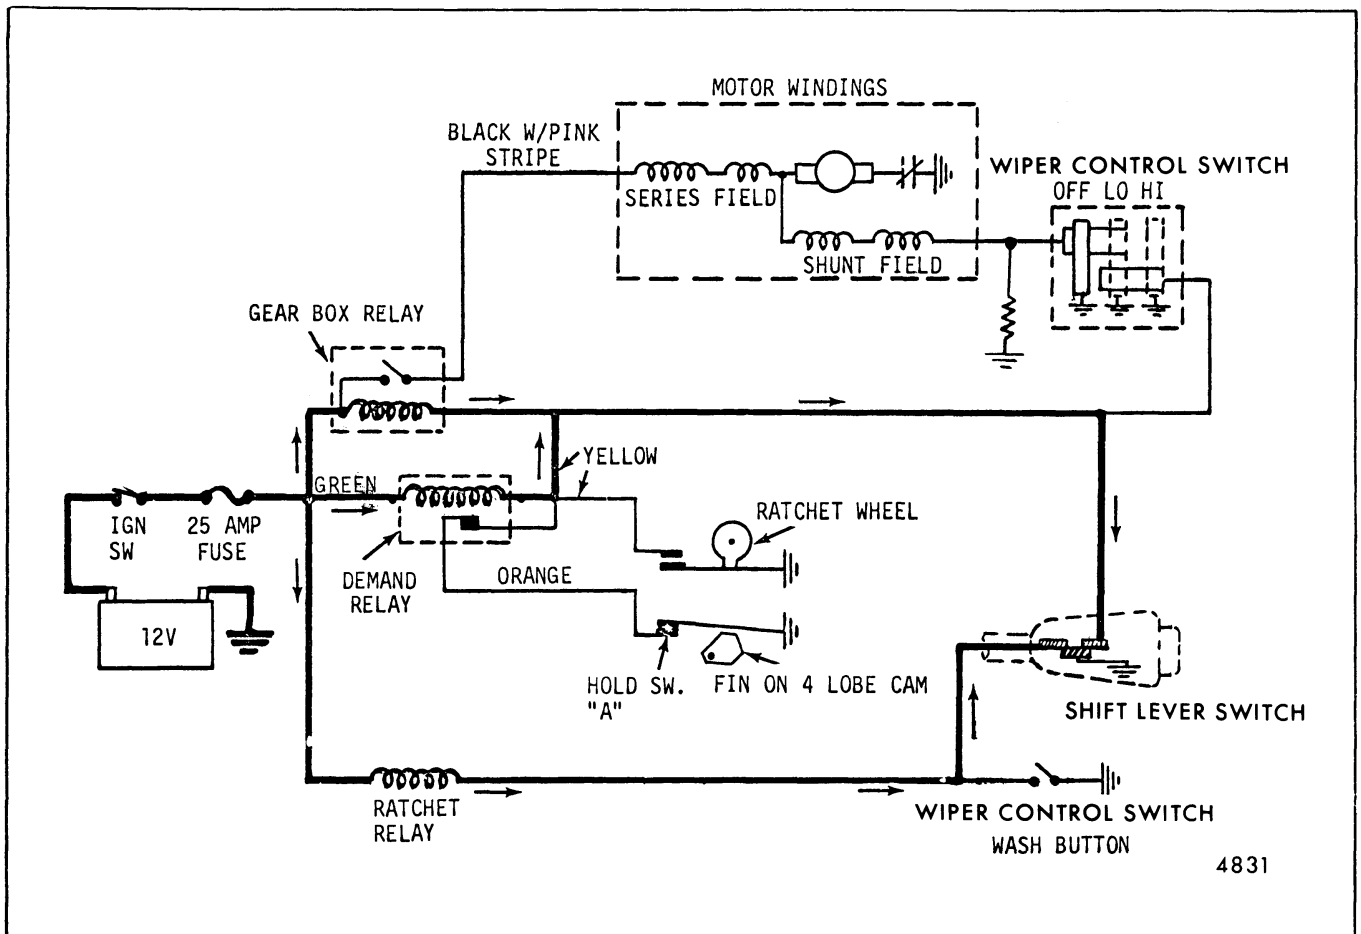 MOTOR WINDINGS
BLACK W/PINK
STRIPE
SERIES FIELD
SHUNT FIELD
WIPER CONTROL SWITCH
OFF LO HI
GEAR BOX RELAY
YELLOW
GREEN
IGN
SW
25 AMP
FUSE
12V
DEMAND
RELAY
ORANGE
RATCHET WHEEL
HOLD SW.
"A"
FIN ON 4 LOBE CAM
SHIFT LEVER SWITCH
RATCHET
RELAY
WIPER CONTROL SWITCH
WASH BUTTON
4831